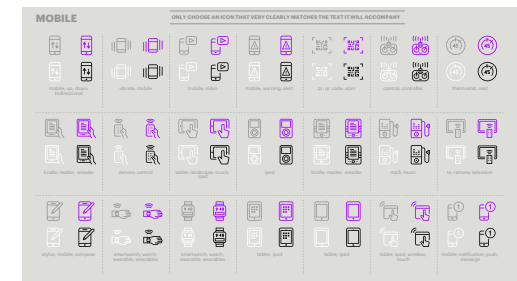 MOBILE
ONLY CHOOSE AN ICON THAT VERY CLEARLY MATCHES THE TEXT IT WILL ACCOMPANY
mobile, up, down, bidirectional
vibrate, mobile
mobile, video
mobile, warning, alert
qr, qr code, scan
control, controller
thermostat, nest
45°
45°
kindle, reader, ereader
remote, control
tablet, landscape, touch, ipad
ipod
kindle, reader, ereader
mp3, music
tv, remote, television
stylus, mobile, compose
smartwatch, watch, wearable, wearables
smartwatch, watch, wearable, wearables
tablet, ipad
tablet, ipad
tablet, ipad, wireless, touch
mobile, notification, push, message